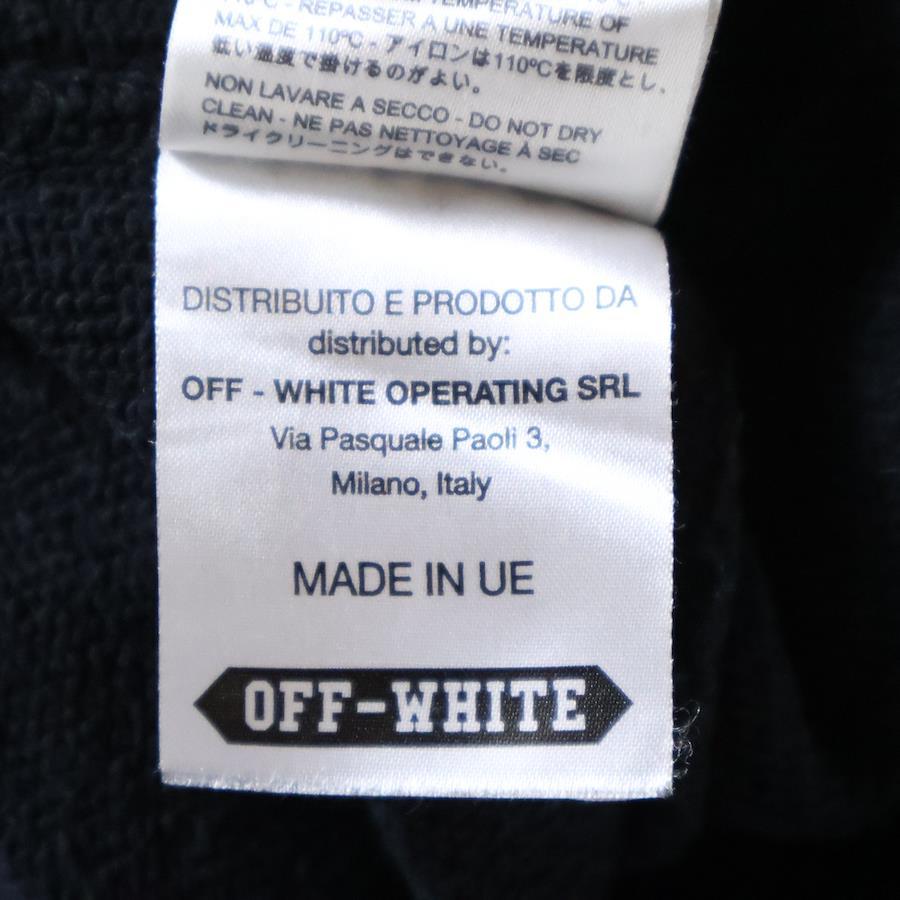 TEMPERATURE OF
110°C - REPASSER A UNE TEMPERATURE
MAX DE 110°C - アイロンは110°Cを限度とし、
低い温度で掛けるのがよい。
NON LAVARE A SECCO - DO NOT DRY
CLEAN - NE PAS NETTOYAGE À SEC
ドライクリーニングはできない。
DISTRIBUITO E PRODOTTO DA
distributed by:
OFF - WHITE OPERATING SRL
Via Pasquale Paoli 3,
Milano, Italy
MADE IN UE
OFF-WHITE